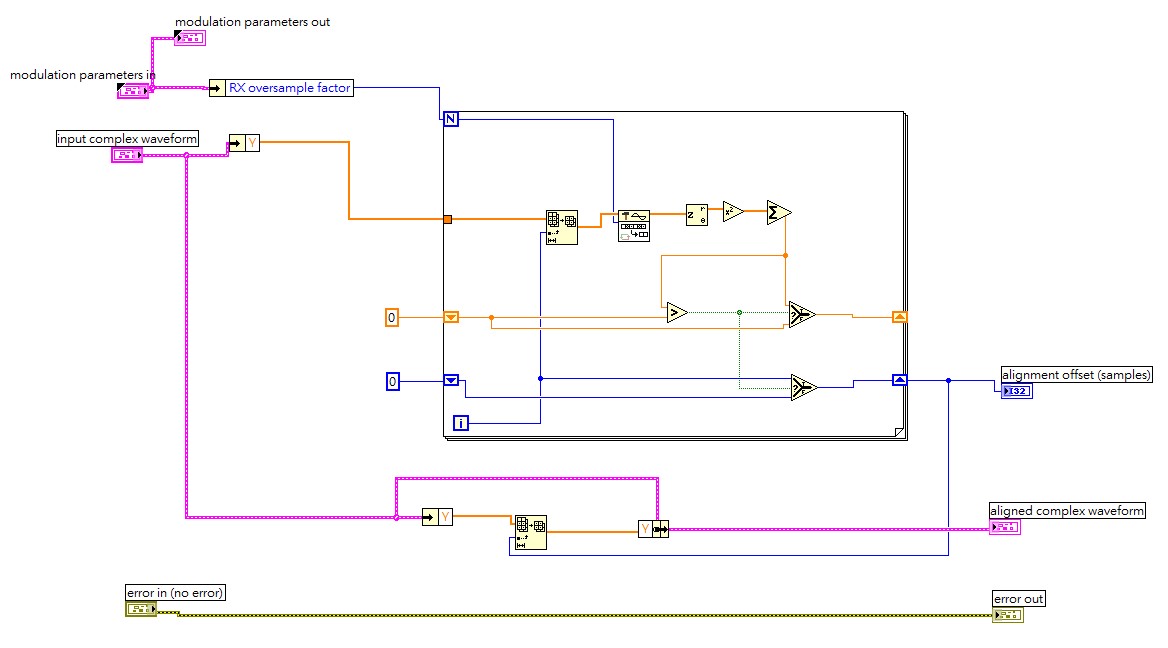 modulation parameters out
modulation parameters in
RX oversample factor
N
input complex waveform
Y
Z
r
θ
x²
Σ
>
?
T
F
0
0
?
T
F
i
alignment offset (samples)
I32
Y
Y
aligned complex waveform
error in (no error)
error out